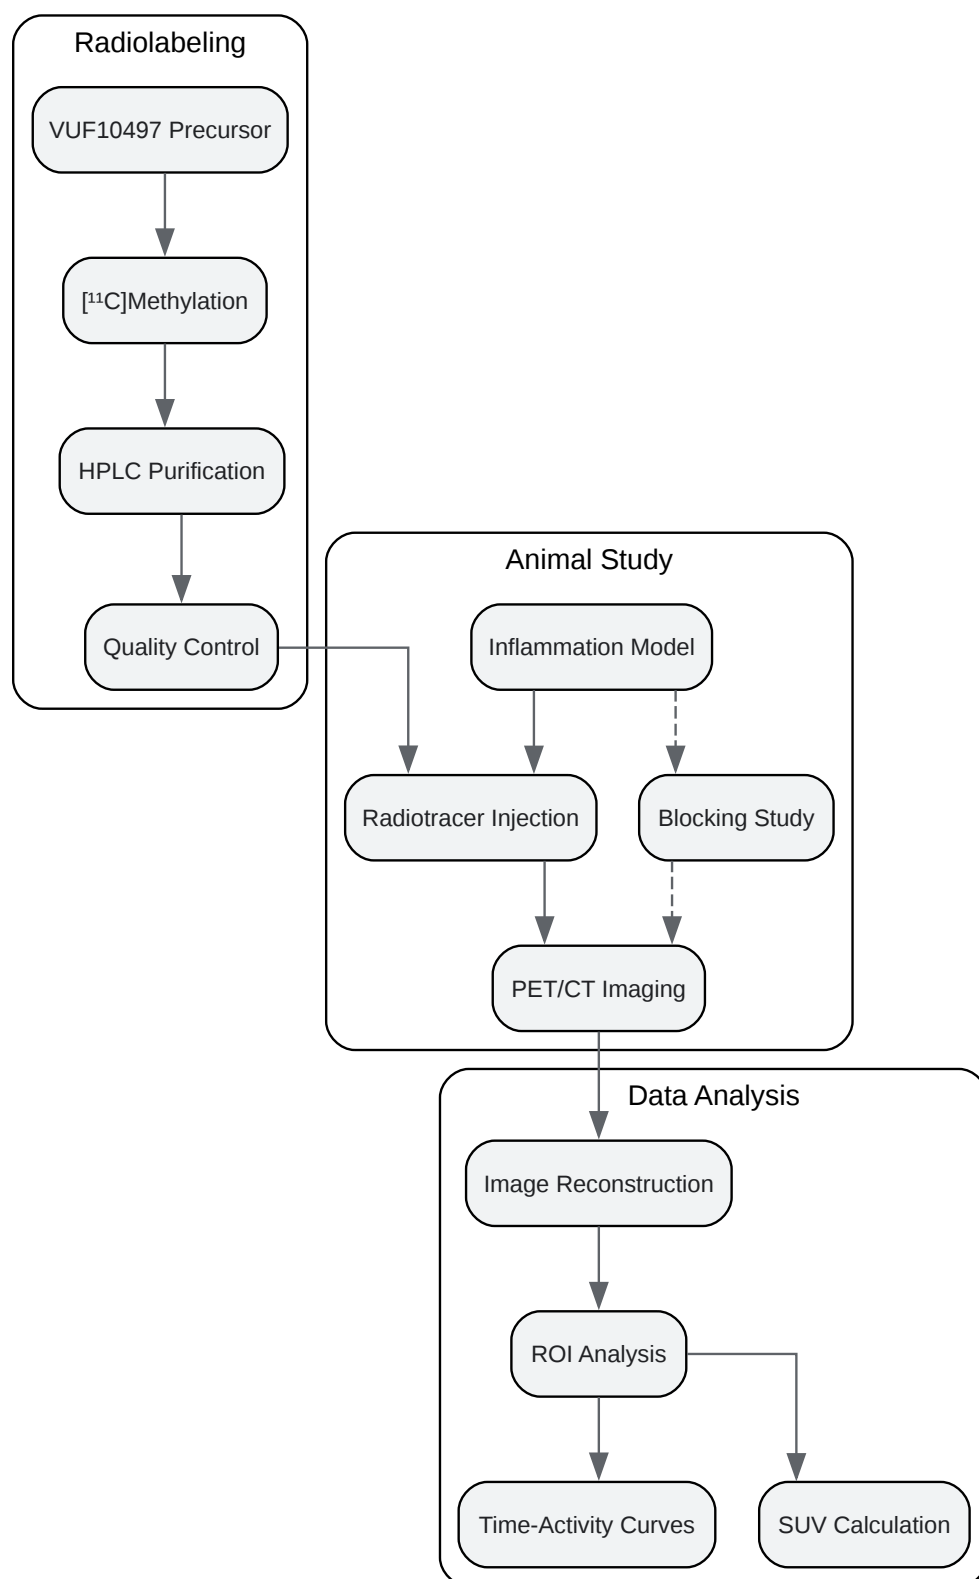 Radiolabeling
VUF10497 Precursor
[¹¹C]Methylation
HPLC Purification
Quality Control
Animal Study
Inflammation Model
Radiotracer Injection
Blocking Study
PET/CT Imaging
Data Analysis
Image Reconstruction
ROI Analysis
Time-Activity Curves
SUV Calculation